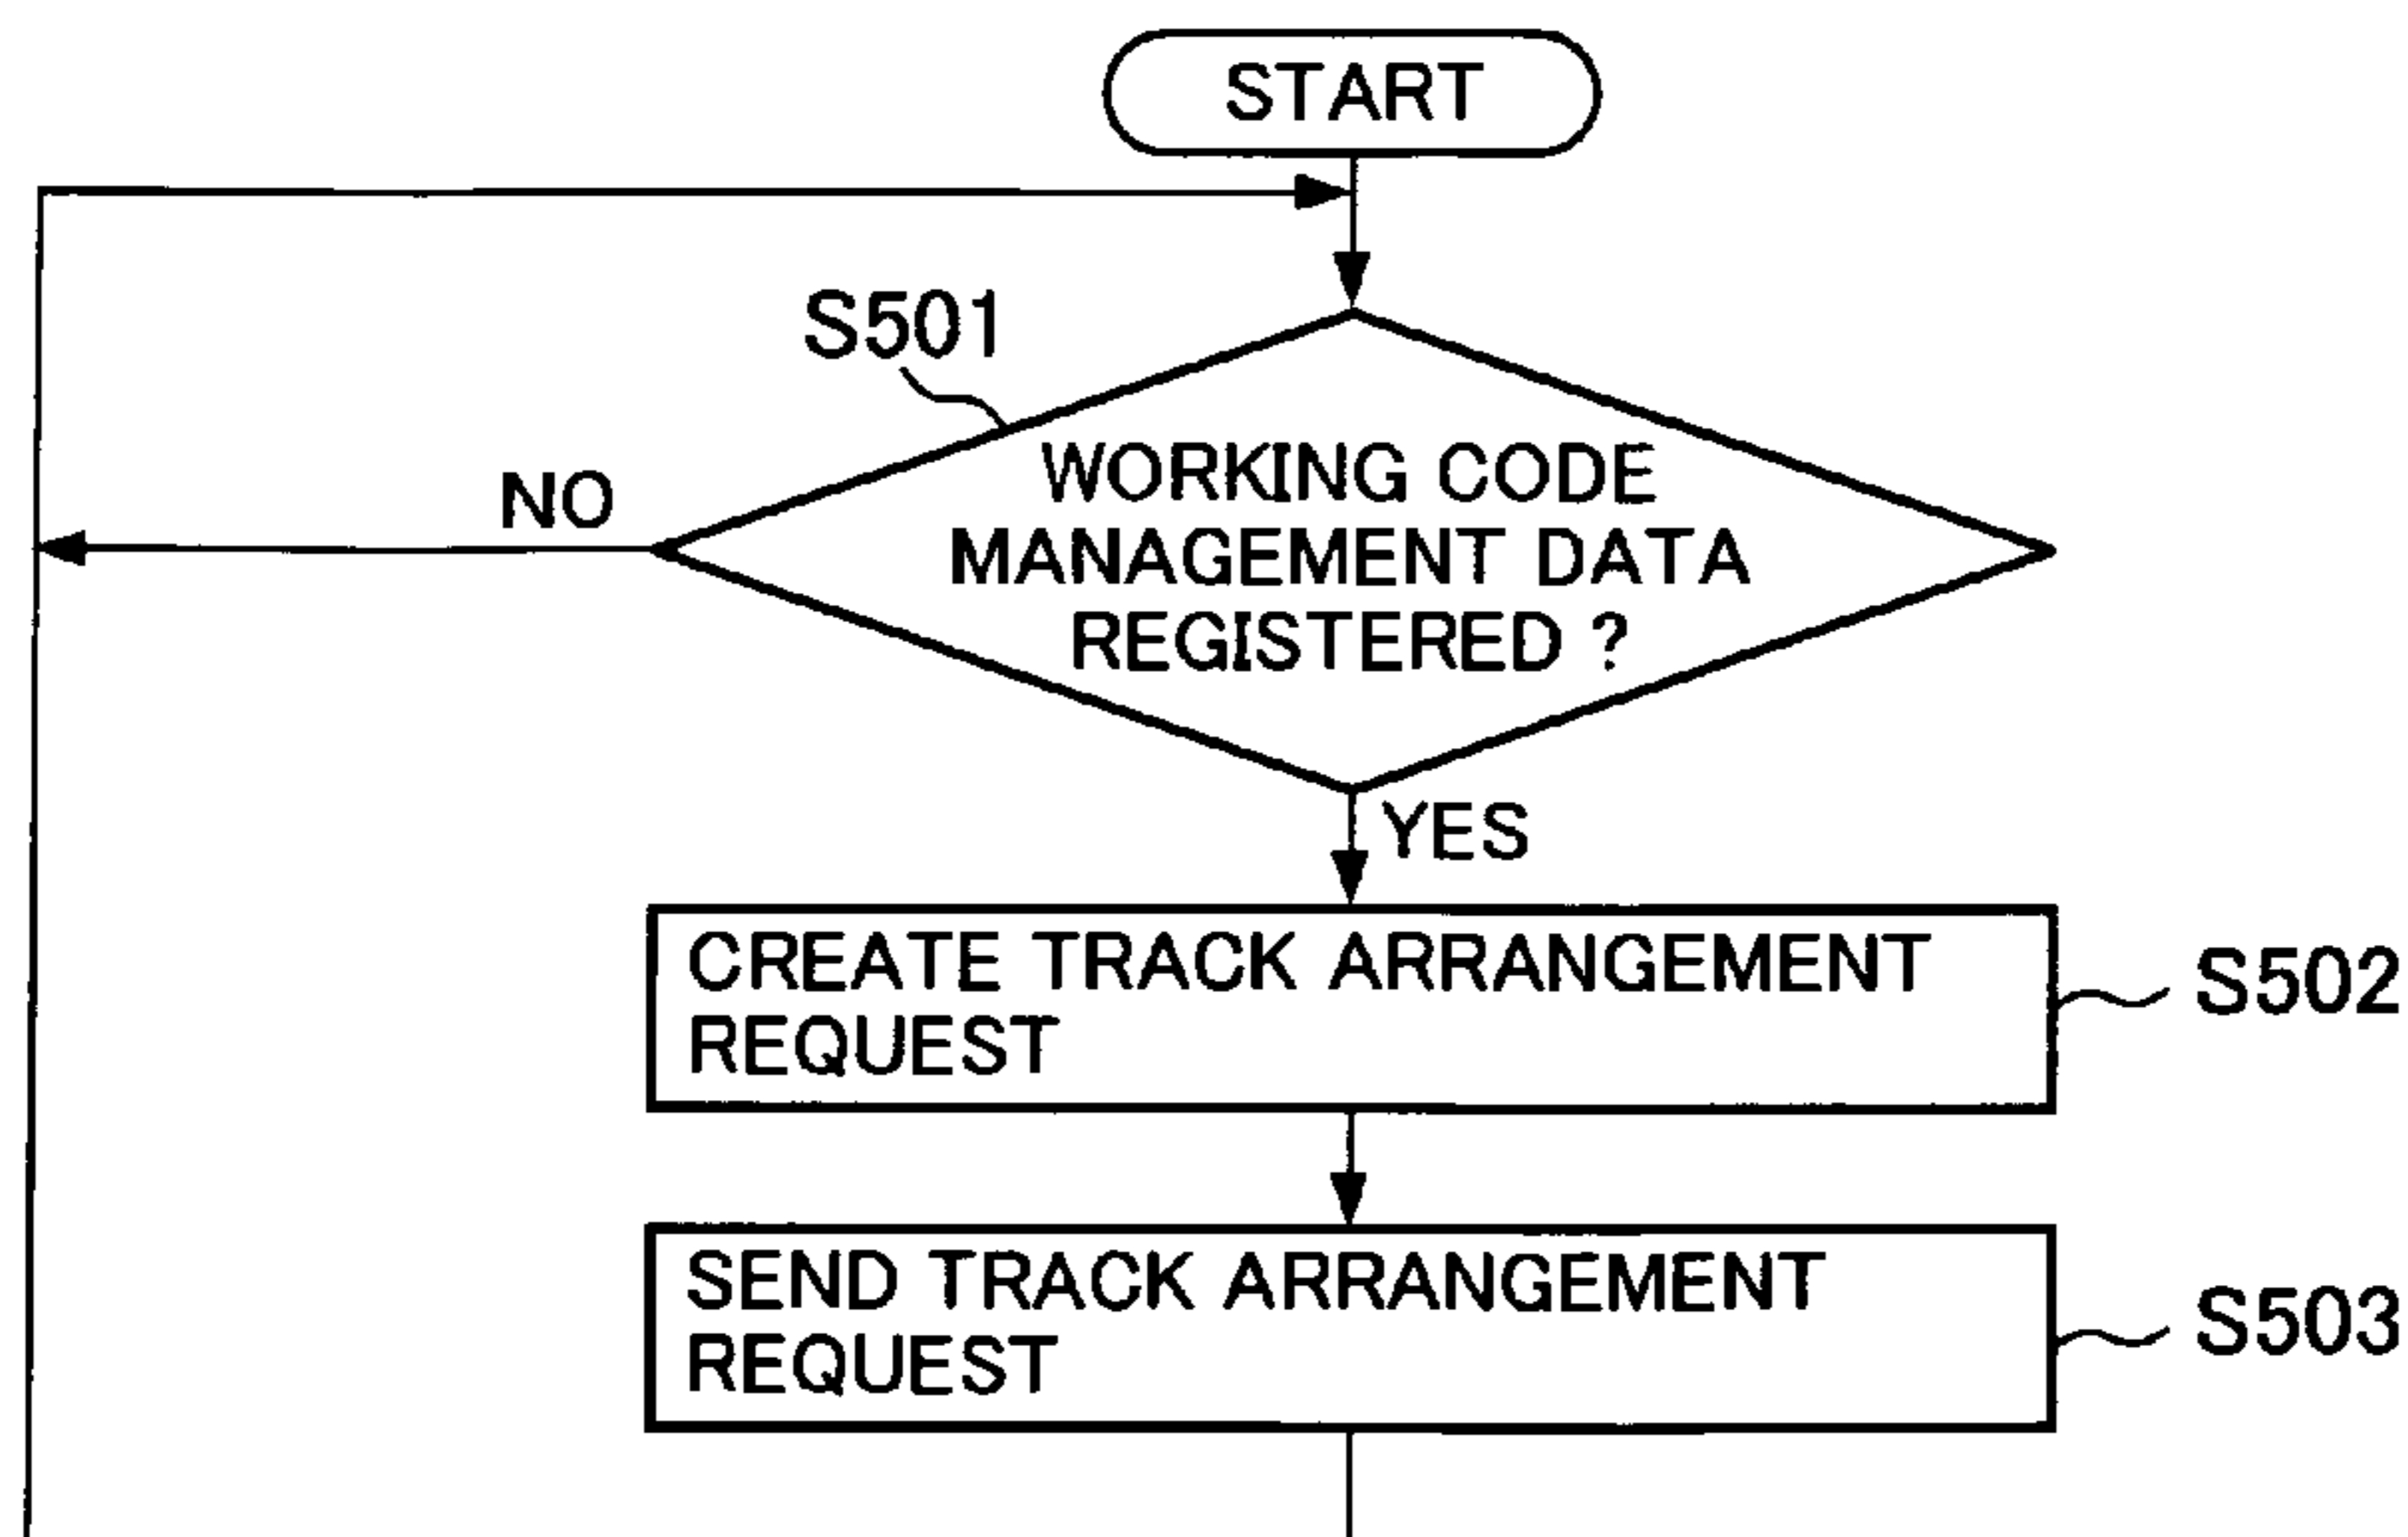 START
S501
WORKING CODE
MANAGEMENT DATA
REGISTERED ?
NO
YES
CREATE TRACK ARRANGEMENT
REQUEST
S502
SEND TRACK ARRANGEMENT
REQUEST
S503